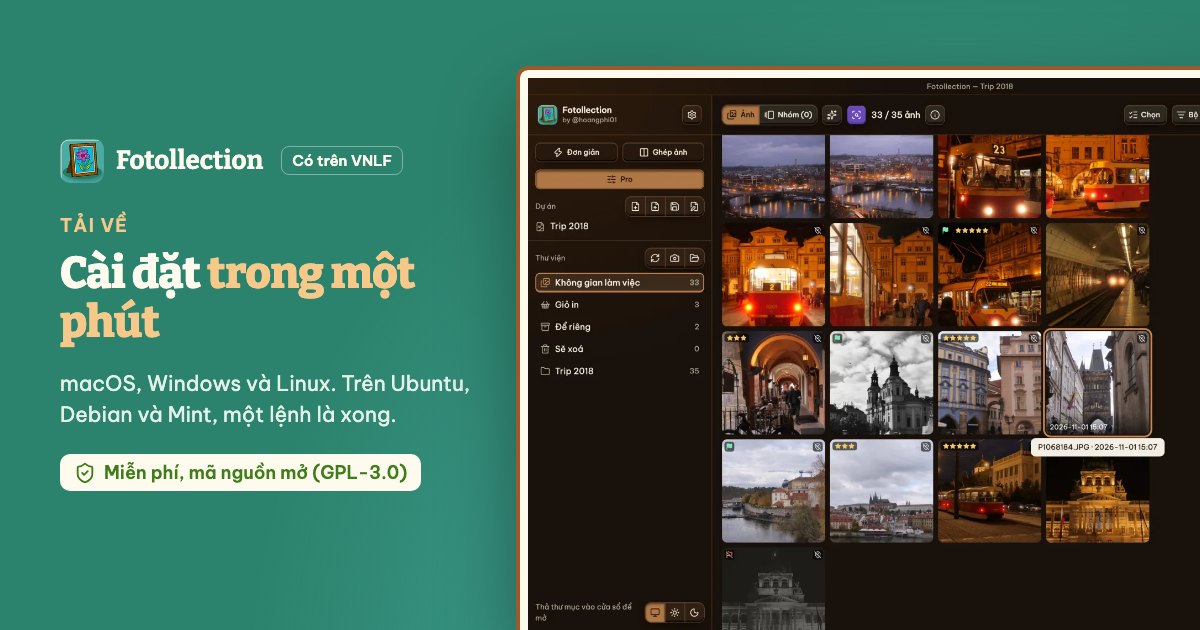 Fotollection
Có trên VNLF
TẢI VỀ
Cài đặt trong một
phút
macOS, Windows và Linux. Trên Ubuntu,
Debian và Mint, một lệnh là xong.
Miễn phí, mã nguồn mở (GPL-3.0)
Fotollection — Trip 2018
Fotollection
by @hoangphi01
Ảnh
Nhóm (0)
33 / 35 ảnh
Chọn
Bộ
Đơn giản
Ghép ảnh
Pro
Dự án
Trip 2018
Thư viện
Không gian làm việc 33
Giỏ in 3
Để riêng 2
Sẽ xoá 0
Trip 2018 35
Thả thư mục vào cửa sổ để
mở
23
2
22
2026-11-01 15:07
P1068184.JPG · 2026-11-01 15:07